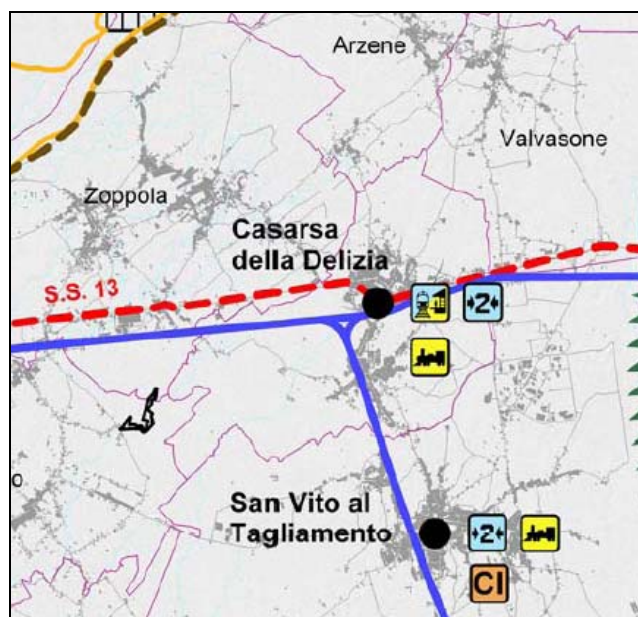 Arzene
Valvasone
Zoppola
Casarsa
della Delizia
S.S. 13
2
San Vito al
Tagliamento
2
CI
o